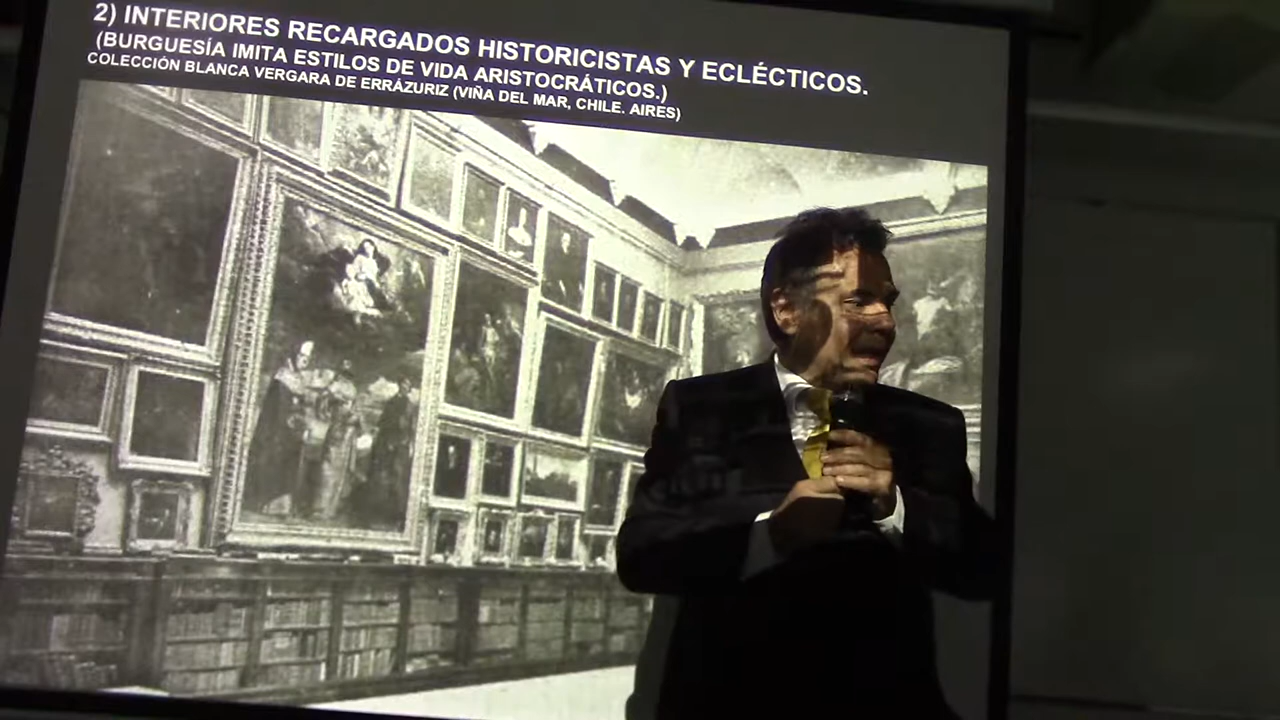 2) INTERIORES RECARGADOS HISTORICISTAS Y ECLÉCTICOS.
(BURGUESÍA IMITA ESTILOS DE VIDA ARISTOCRÁTICOS.)
COLECCIÓN BLANCA VERGARA DE ERRÁZURIZ (VIÑA DEL MAR, CHILE. AIRES)